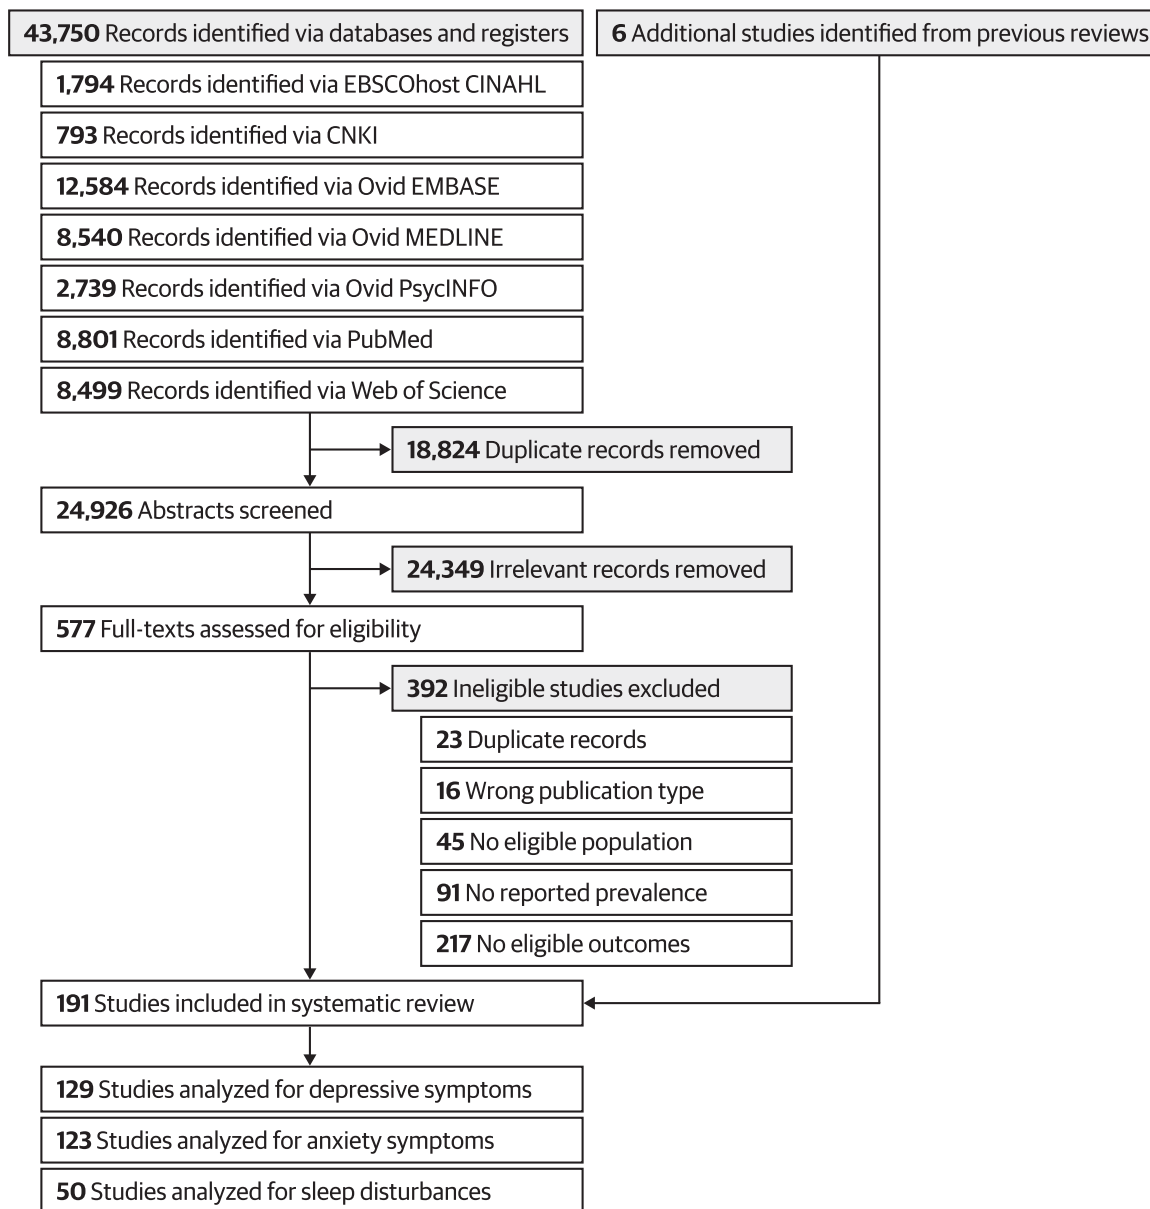 43,750 Records identified via databases and registers
6 Additional studies identified from previous reviews
1,794 Records identified via EBSCOhost CINAHL
793 Records identified via CNKI
12,584 Records identified via Ovid EMBASE
8,540 Records identified via Ovid MEDLINE
2,739 Records identified via Ovid PsycINFO
8,801 Records identified via PubMed
8,499 Records identified via Web of Science
18,824 Duplicate records removed
24,926 Abstracts screened
24,349 Irrelevant records removed
577 Full-texts assessed for eligibility
392 Ineligible studies excluded
23 Duplicate records
16 Wrong publication type
45 No eligible population
91 No reported prevalence
217 No eligible outcomes
191 Studies included in systematic review
129 Studies analyzed for depressive symptoms
123 Studies analyzed for anxiety symptoms
50 Studies analyzed for sleep disturbances